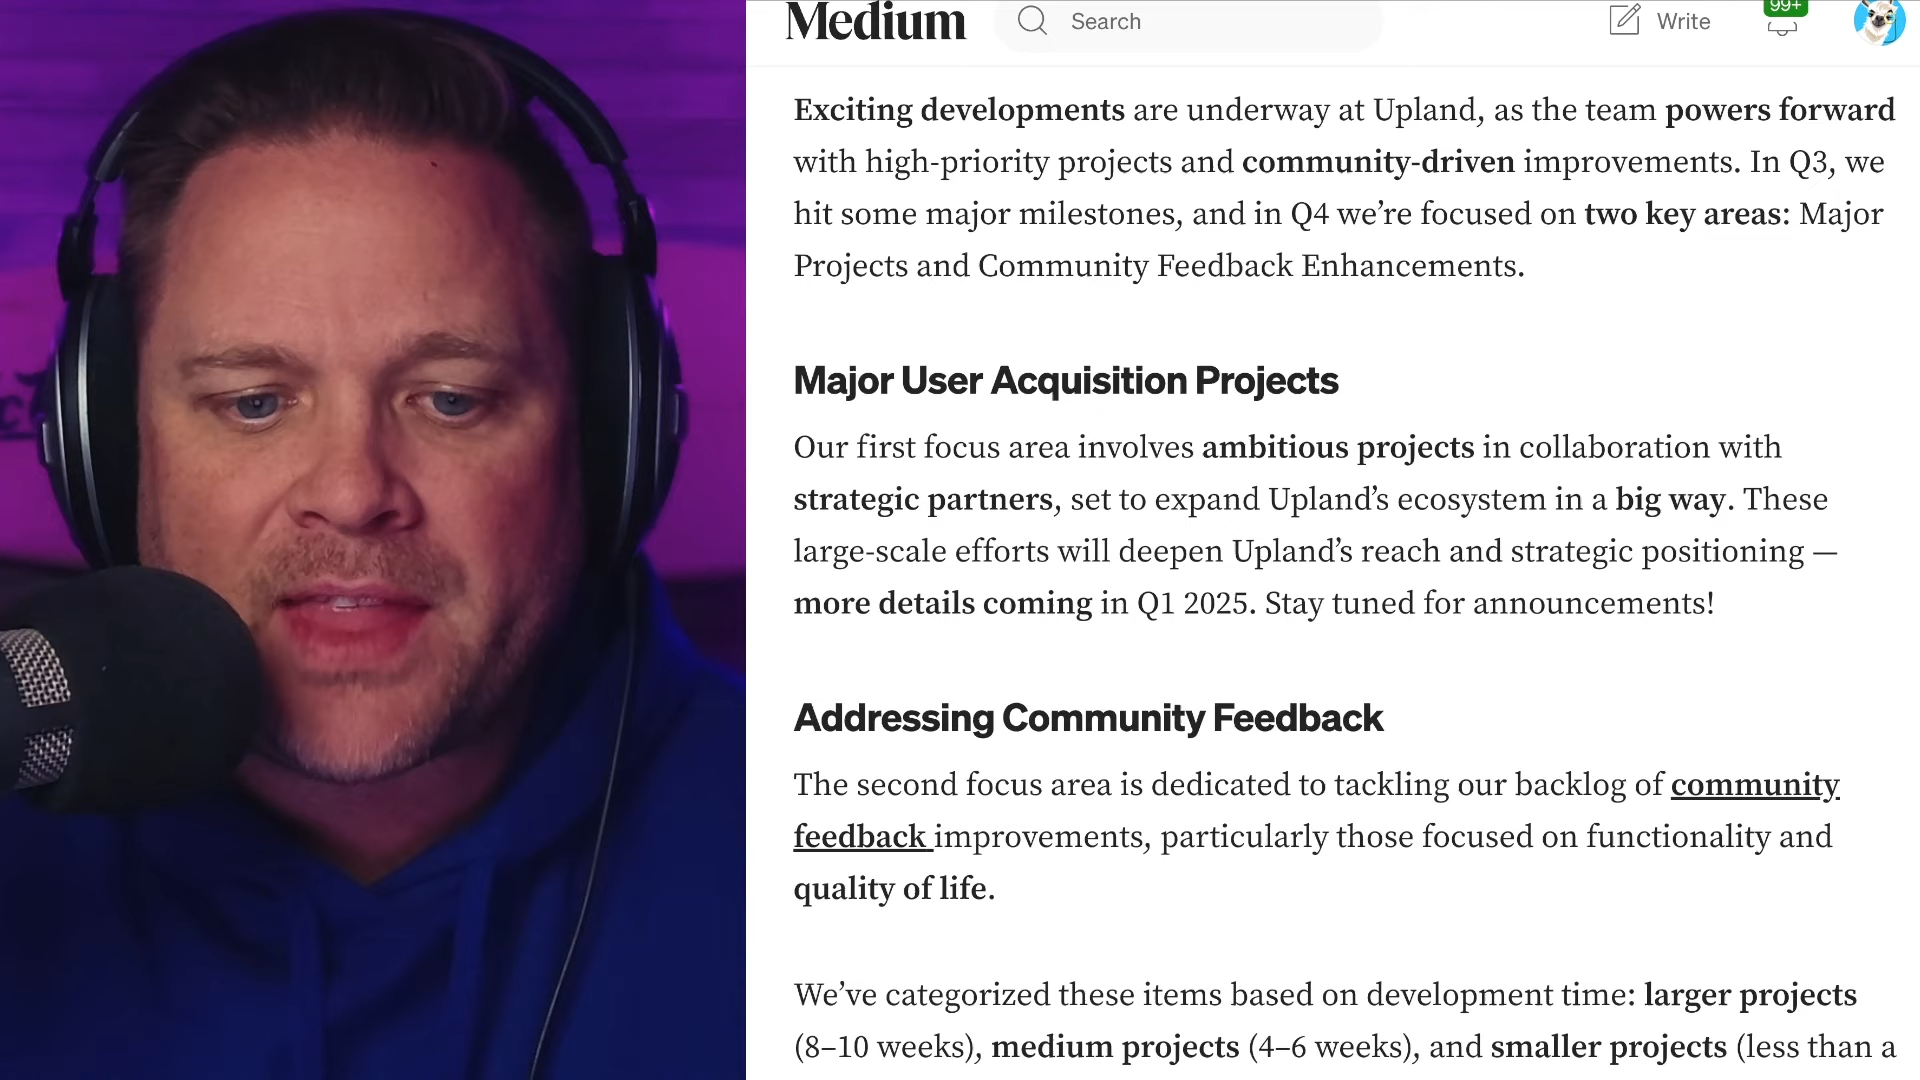 Medium
Search
Write
99+
Exciting developments are underway at Upland, as the team powers forward
with high-priority projects and community-driven improvements. In Q3, we
hit some major milestones, and in Q4 we’re focused on two key areas: Major
Projects and Community Feedback Enhancements.
Major User Acquisition Projects
Our first focus area involves ambitious projects in collaboration with
strategic partners, set to expand Upland’s ecosystem in a big way. These
large-scale efforts will deepen Upland’s reach and strategic positioning —
more details coming in Q1 2025. Stay tuned for announcements!
Addressing Community Feedback
The second focus area is dedicated to tackling our backlog of community
feedback improvements, particularly those focused on functionality and
quality of life.
We’ve categorized these items based on development time: larger projects
(8–10 weeks), medium projects (4–6 weeks), and smaller projects (less than a